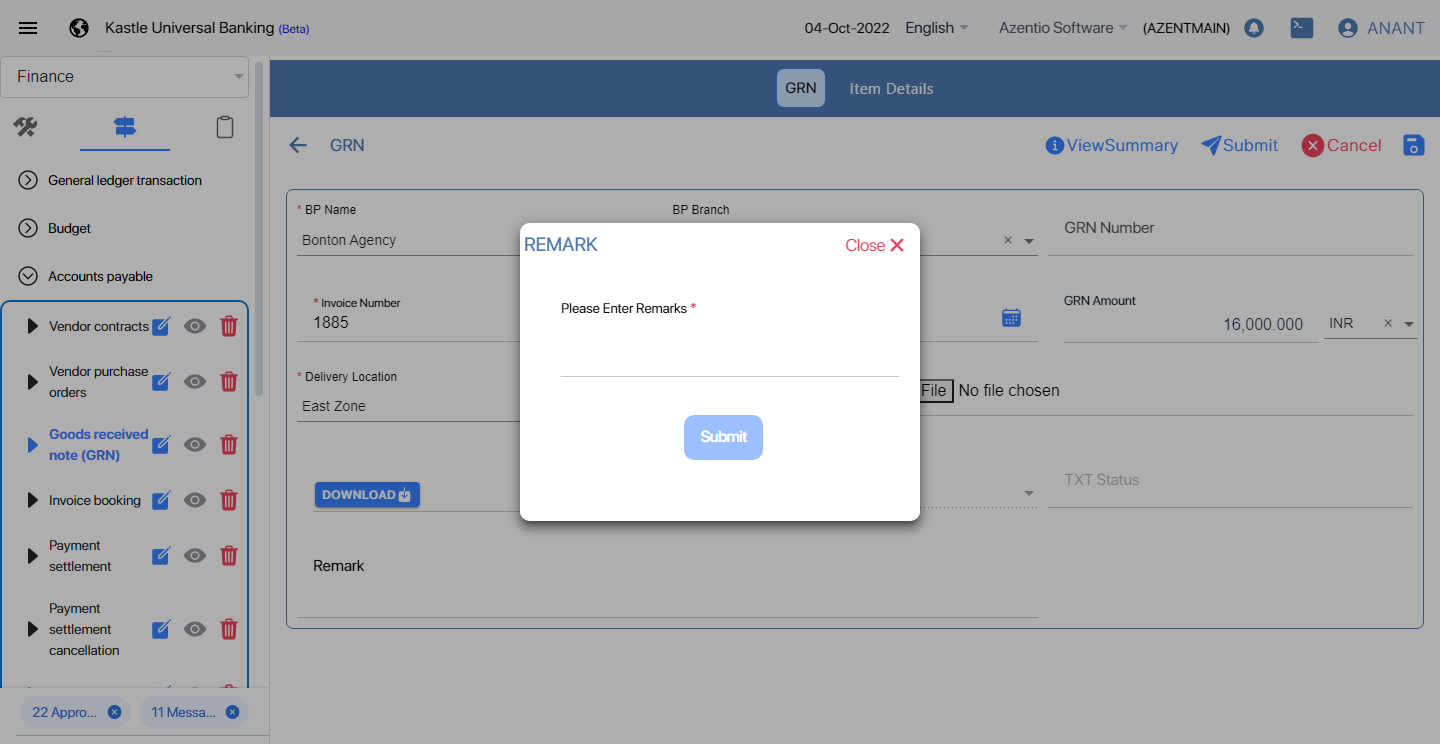 Kastle Universal Banking (Beta)
04-Oct-2022 English Azentio Software (AZENTMAIN) ANANT
Finance
GRN Item Details
GRN
ViewSummary Submit Cancel
General ledger transaction
Budget
Accounts payable
Vendor contracts
Vendor purchase
orders
Goods received
note (GRN)
Invoice booking
Payment
settlement
Payment
settlement
cancellation
22 Appro...
11 Messa...
* BP Name
Bonton Agency
BP Branch
×
GRN Number
* Invoice Number
1885
GRN Amount
16,000.000
INR ×
* Delivery Location
East Zone
File No file chosen
DOWNLOAD
TXT Status
Remark
REMARK
Close
Please Enter Remarks *
Submit